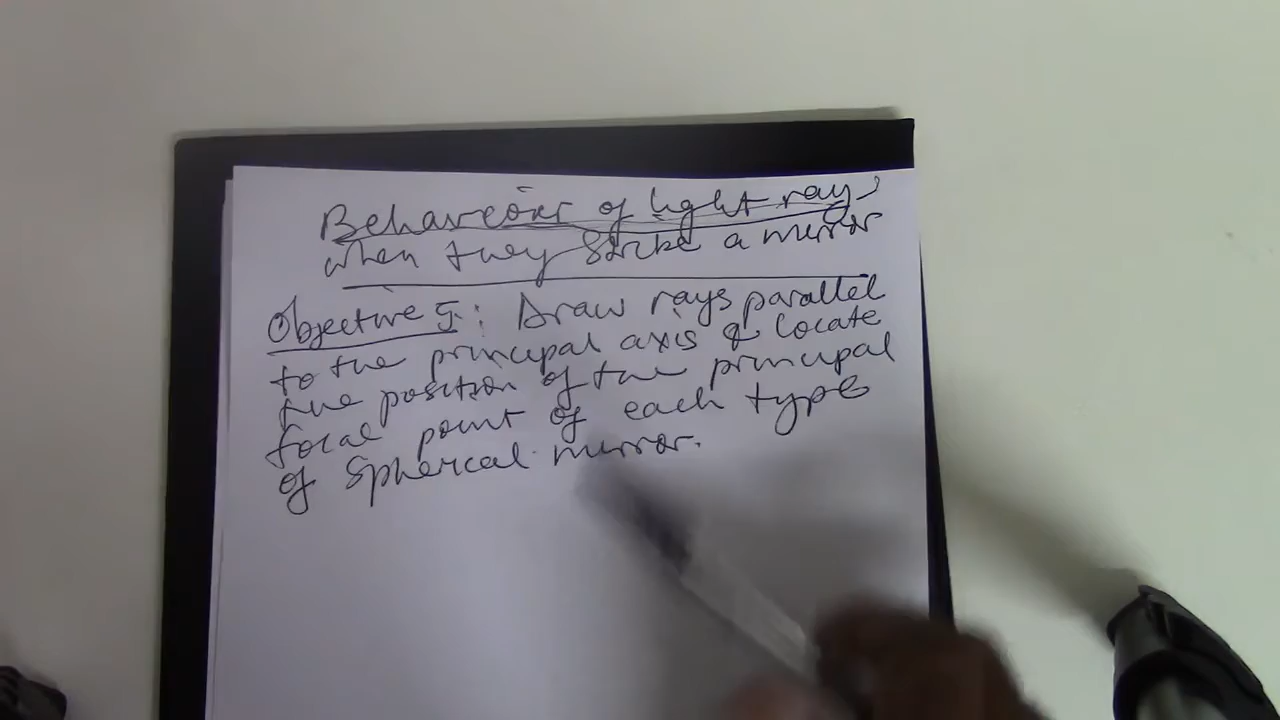 Behaviour of light rays
when they strike a mirror
Objective 5: Draw rays parallel
to the principal axis & locate
the position of the principal
focal point of each type
of spherical mirror.